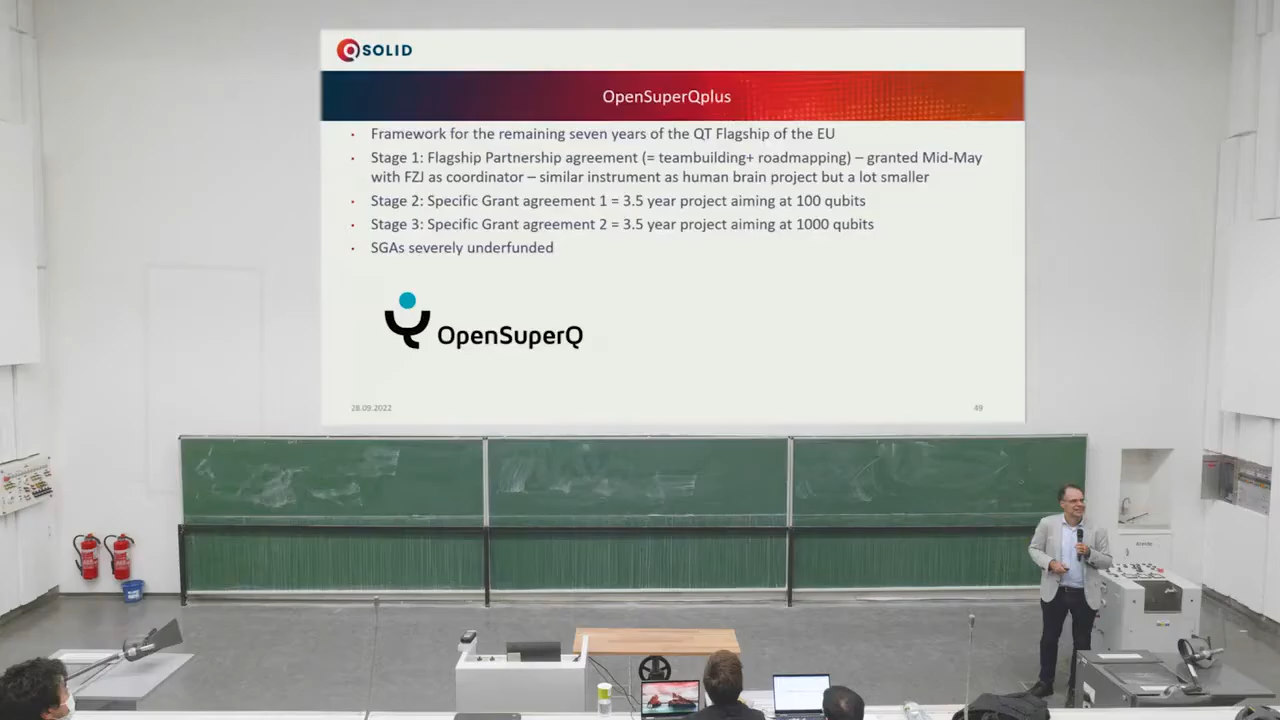 QSOLID
OpenSuperQplus
• Framework for the remaining seven years of the QT Flagship of the EU
• Stage 1: Flagship Partnership agreement (= teambuilding+ roadmapping) – granted Mid-May
with FZJ as coordinator – similar instrument as human brain project but a lot smaller
• Stage 2: Specific Grant agreement 1 = 3.5 year project aiming at 100 qubits
• Stage 3: Specific Grant agreement 2 = 3.5 year project aiming at 1000 qubits
• SGAs severely underfunded
OpenSuperQ
28.09.2022
49